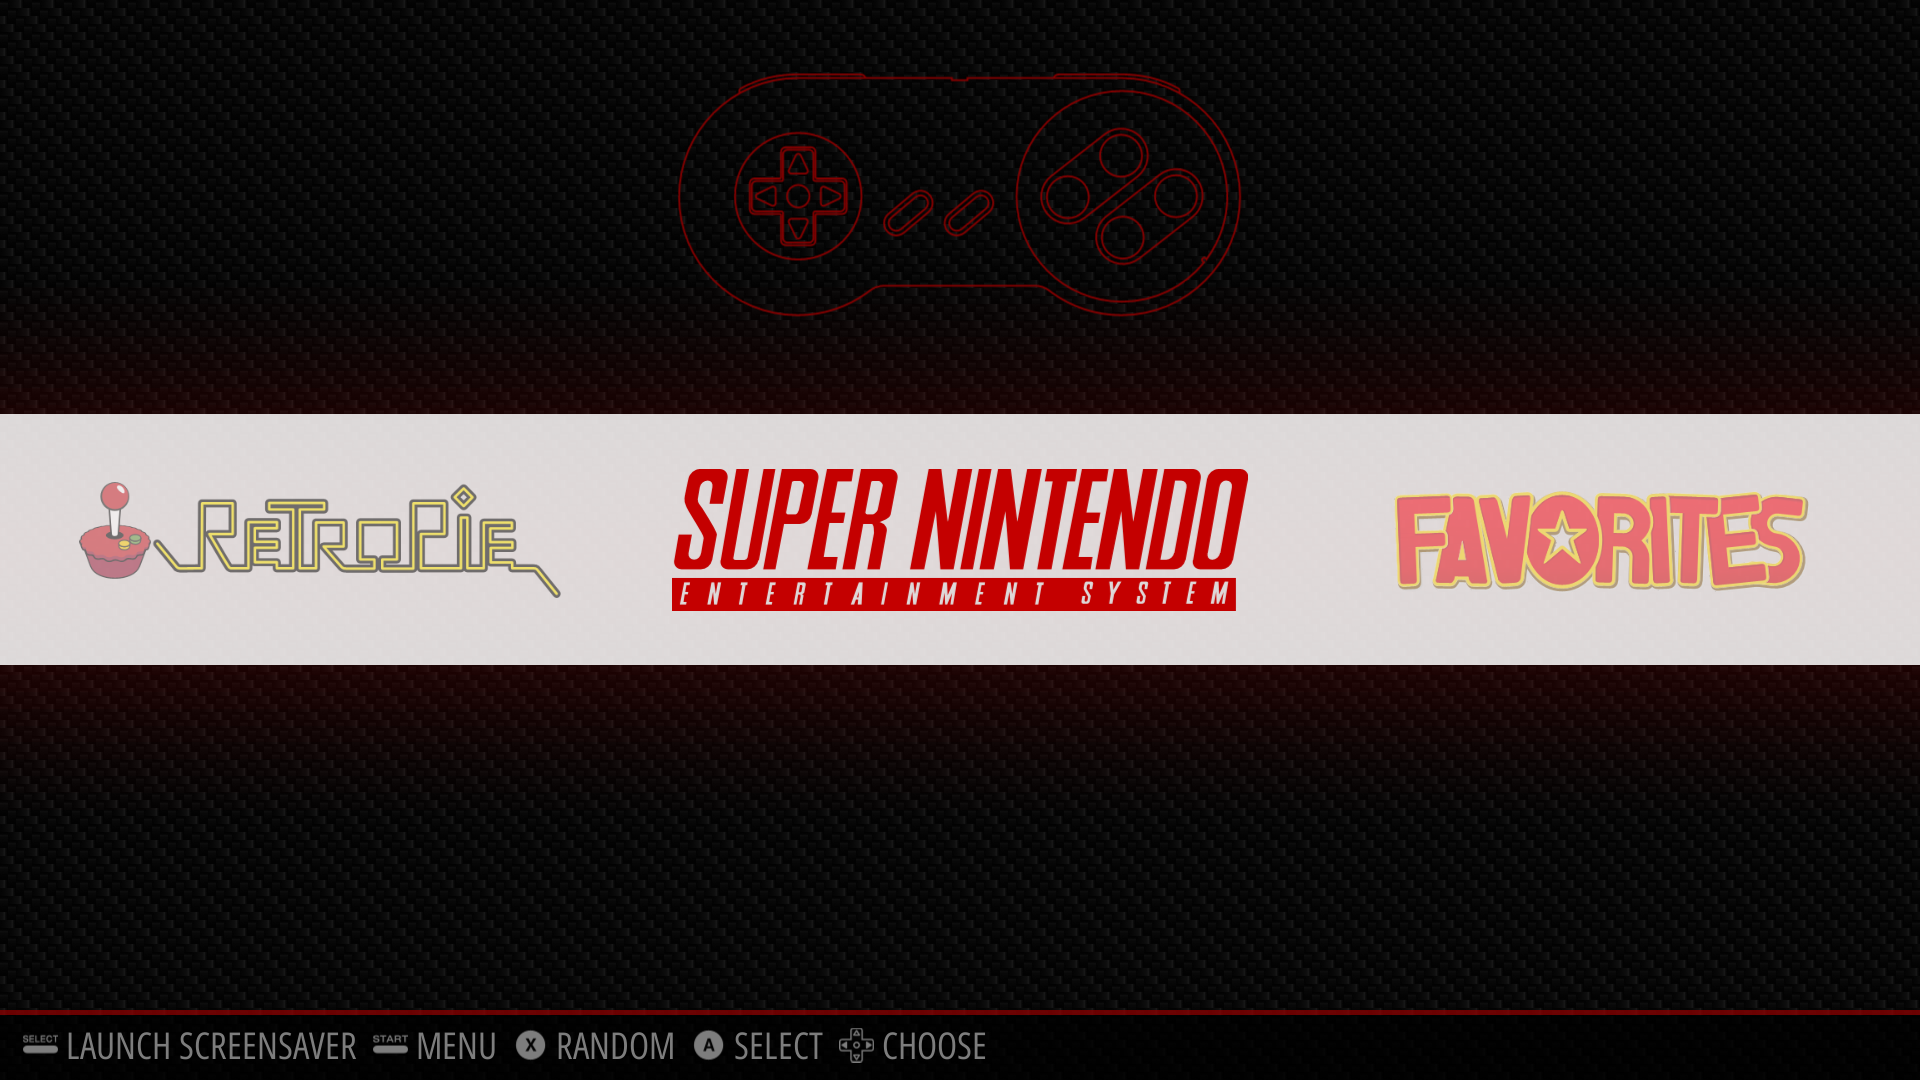 RETROPIE
SUPER NINTENDO
ENTERTAINMENT SYSTEM
FAVORITES
SELECT LAUNCH SCREENSAVER START MENU X RANDOM A SELECT CHOOSE